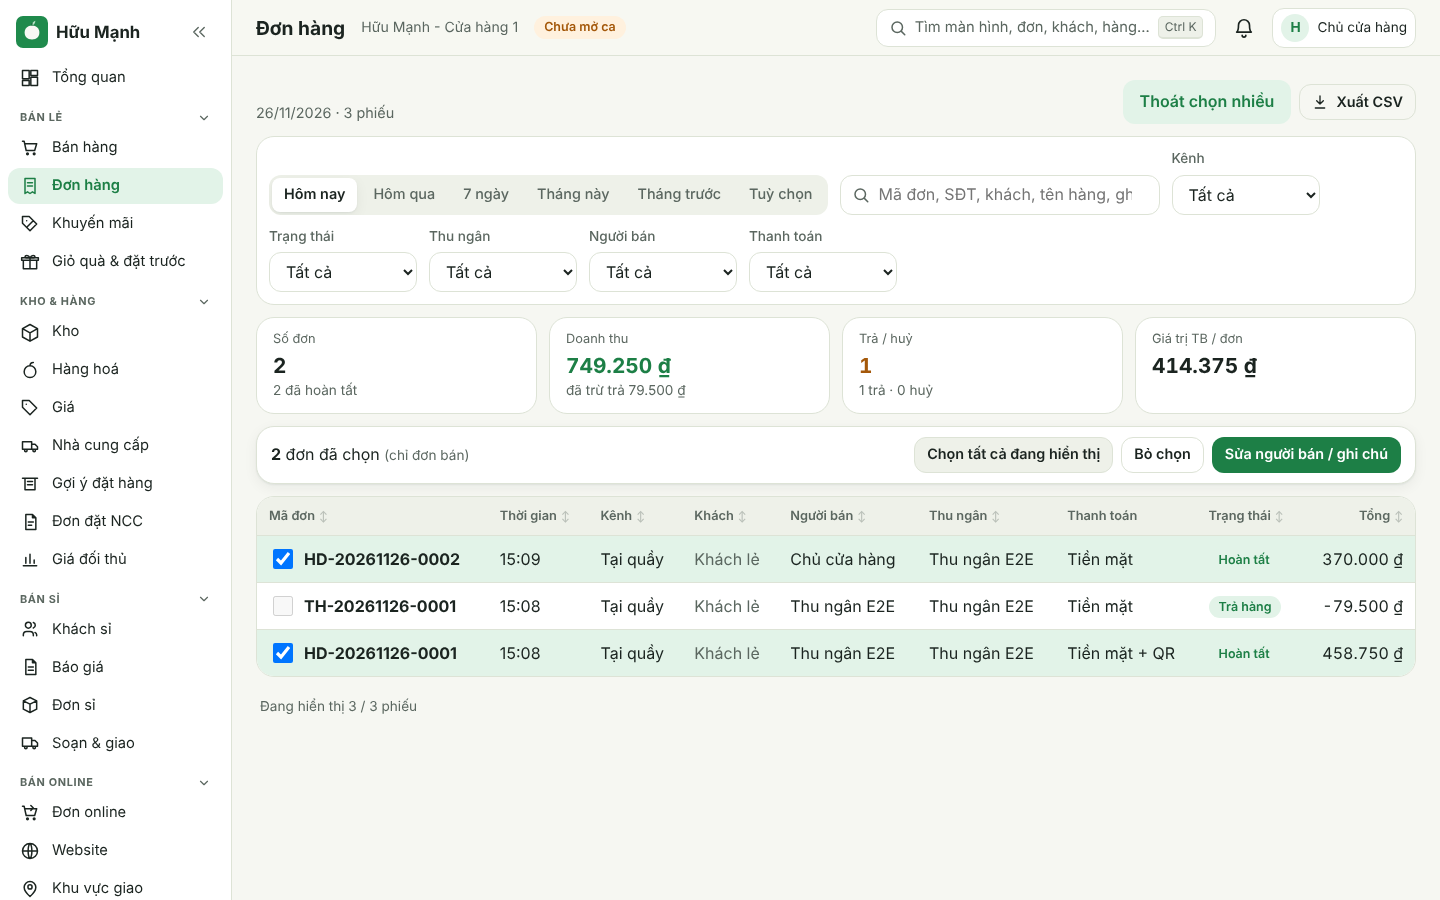 Hữu Mạnh
Tổng quan
BÁN LẺ
Bán hàng
Đơn hàng
Khuyến mãi
Giỏ quà & đặt trước
KHO & HÀNG
Kho
Hàng hoá
Giá
Nhà cung cấp
Gợi ý đặt hàng
Đơn đặt NCC
Giá đối thủ
BÁN SỈ
Khách sỉ
Báo giá
Đơn sỉ
Soạn & giao
BÁN ONLINE
Đơn online
Website
Khu vực giao
Đơn hàng Hữu Mạnh - Cửa hàng 1 Chưa mở ca Tìm màn hình, đơn, khách, hàng... Ctrl K H Chủ cửa hàng
26/11/2026 · 3 phiếu Thoát chọn nhiều Xuất CSV
Kênh
Hôm nay Hôm qua 7 ngày Tháng này Tháng trước Tuỳ chọn Mã đơn, SĐT, khách, tên hàng, gh Tất cả
Trạng thái Thu ngân Người bán Thanh toán
Tất cả Tất cả Tất cả Tất cả
Số đơn Doanh thu Trả / huỷ Giá trị TB / đơn
2 749.250 ₫ 1 414.375 ₫
2 đã hoàn tất đã trừ trả 79.500 ₫ 1 trả · 0 huỷ
2 đơn đã chọn (chỉ đơn bán) Chọn tất cả đang hiển thị Bỏ chọn Sửa người bán / ghi chú
Mã đơn Thời gian Kênh Khách Người bán Thu ngân Thanh toán Trạng thái Tổng
HD-20261126-0002 15:09 Tại quầy Khách lẻ Chủ cửa hàng Thu ngân E2E Tiền mặt Hoàn tất 370.000 ₫
TH-20261126-0001 15:08 Tại quầy Khách lẻ Thu ngân E2E Thu ngân E2E Tiền mặt Trả hàng -79.500 ₫
HD-20261126-0001 15:08 Tại quầy Khách lẻ Thu ngân E2E Thu ngân E2E Tiền mặt + QR Hoàn tất 458.750 ₫
Đang hiển thị 3 / 3 phiếu